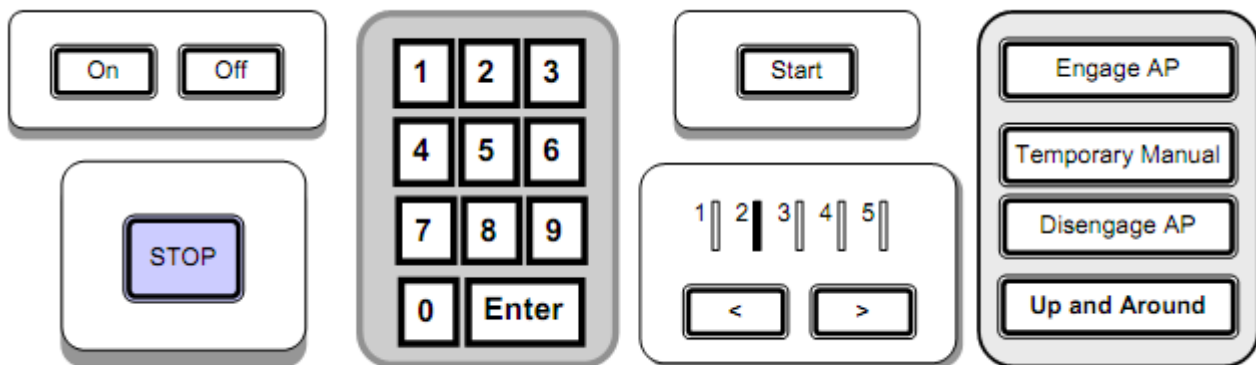 On Off
STOP
1 2 3
4 5 6
7 8 9
0 Enter
Start
1 2 3 4 5
< >
Engage AP
Temporary Manual
Disengage AP
Up and Around